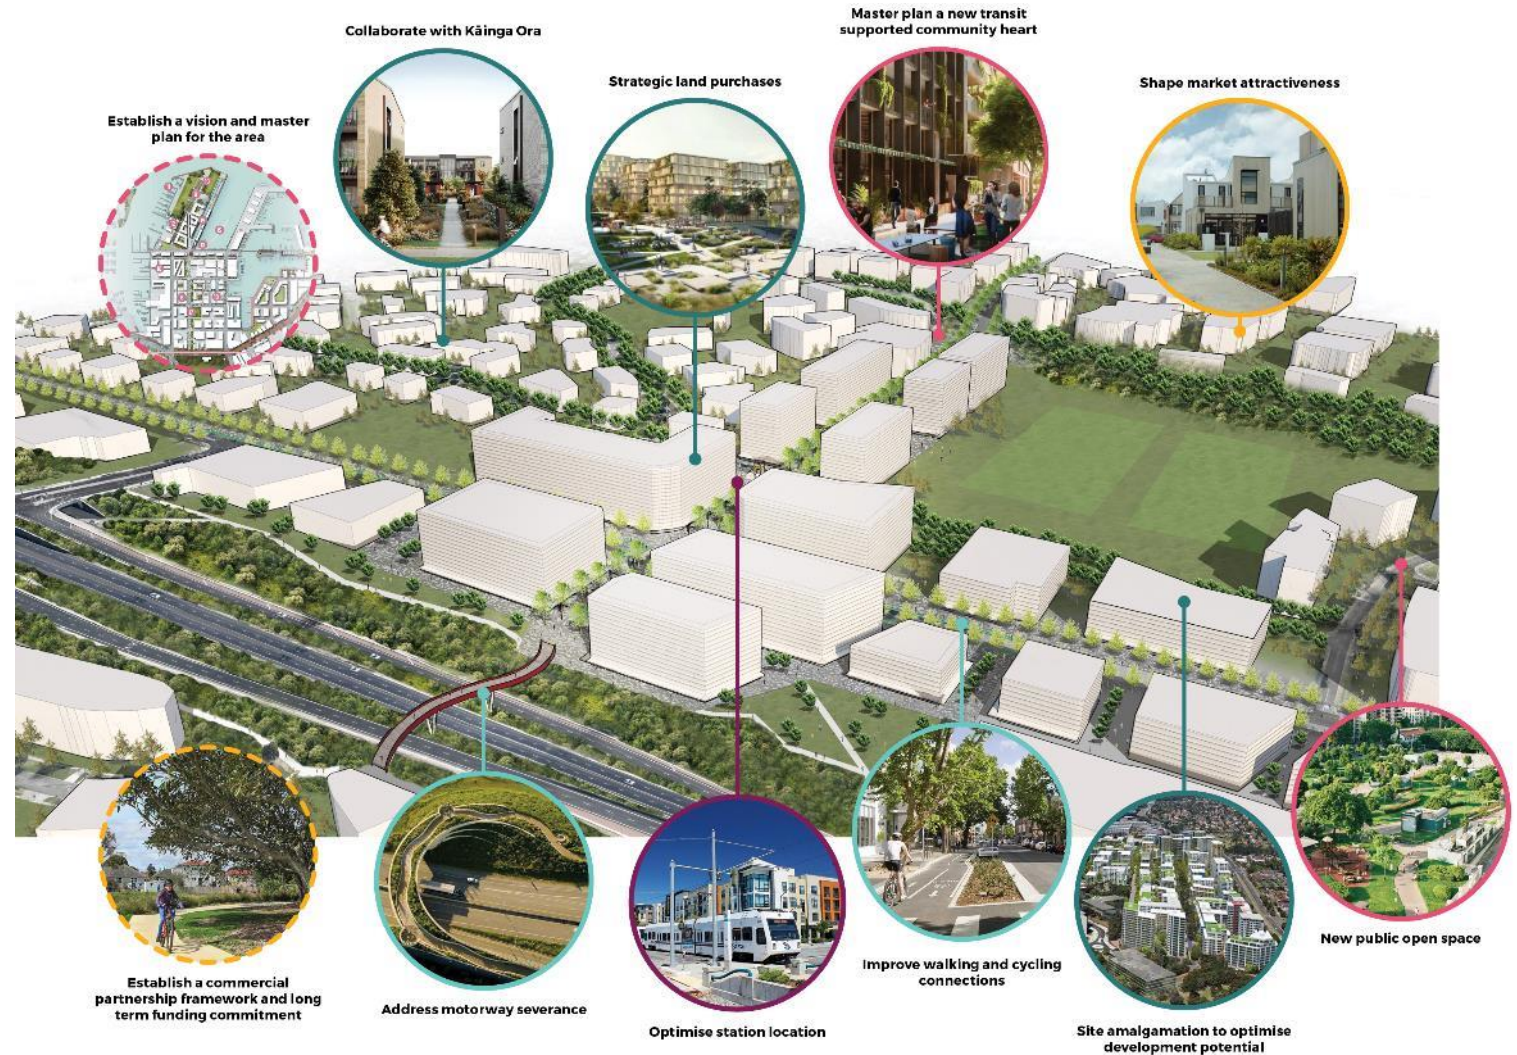 Collaborate with Kāinga Ora
Master plan a new transit
supported community heart
Strategic land purchases
Shape market attractiveness
Establish a vision and master
plan for the area
Establish a commercial
partnership framework and long
term funding commitment
Address motorway severance
Optimise station location
Improve walking and cycling
connections
Site amalgamation to optimise
development potential
New public open space